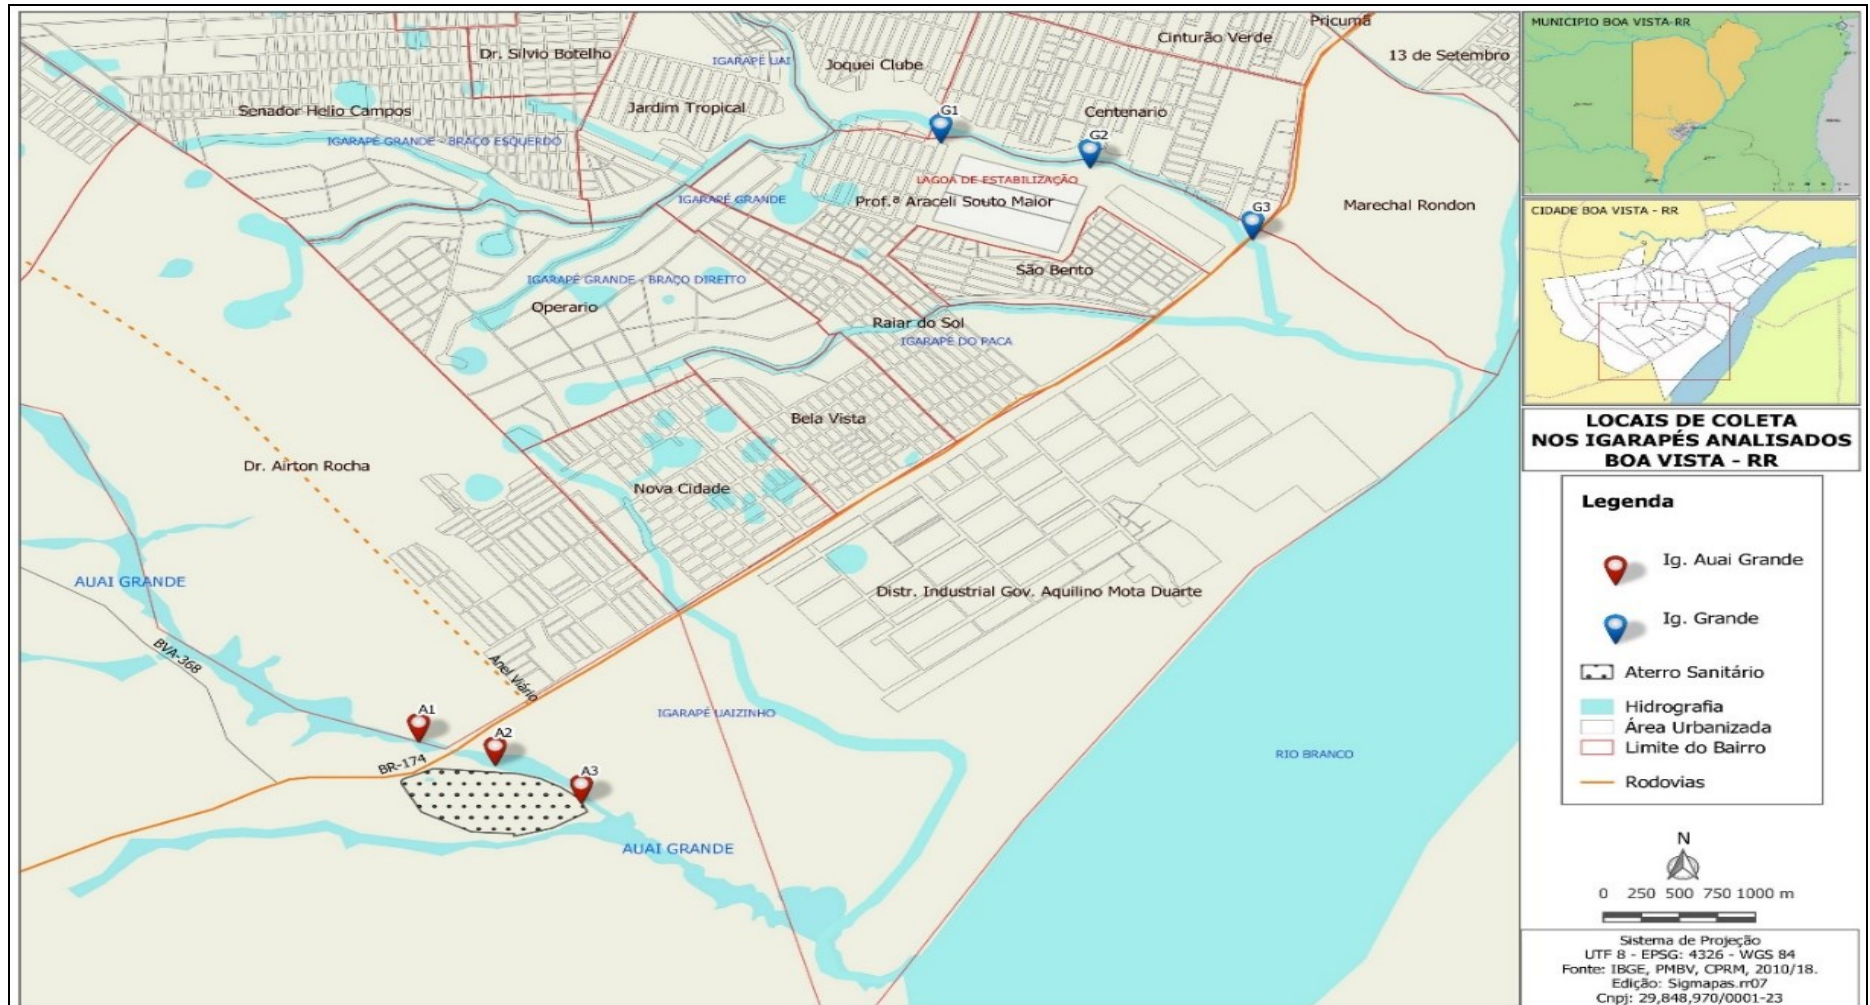 Pricumã
Cinturão Verde
Dr. Silvio Botelho
IGARAPÉ UAI
Joquei Clube
13 de Setembro
Senador Helio Campos
Jardim Tropical
G1
Centenario
IGARAPÉ GRANDE - BRAÇO ESQUERDO
G2
LAGOA DE ESTABILIZAÇÃO
IGARAPÉ GRANDE
Prof.ª Araceli Souto Maior
G3
Marechal Rondon
São Bento
IGARAPÉ GRANDE - BRAÇO DIREITO
Operario
Raiar do Sol
IGARAPÉ DO PACA
Bela Vista
Dr. Airton Rocha
Nova Cidade
AUAI GRANDE
Distr. Industrial Gov. Aquilino Mota Duarte
BVA-368
Anel Viário
A1
IGARAPÉ UAIZINHO
A2
BR-174
A3
RIO BRANCO
AUAI GRANDE
MUNICIPIO BOA VISTA-RR
CIDADE BOA VISTA - RR
LOCAIS DE COLETA
NOS IGARAPÉS ANALISADOS
BOA VISTA - RR
Legenda
Ig. Auai Grande
Ig. Grande
Aterro Sanitário
Hidrografia
Área Urbanizada
Limite do Bairro
Rodovias
N
0 250 500 750 1000 m
Sistema de Projeção
UTF 8 - EPSG: 4326 - WGS 84
Fonte: IBGE, PMBV, CPRM, 2010/18.
Edição: Sigmapas.rr07
Cnpj: 29,848,970/0001-23